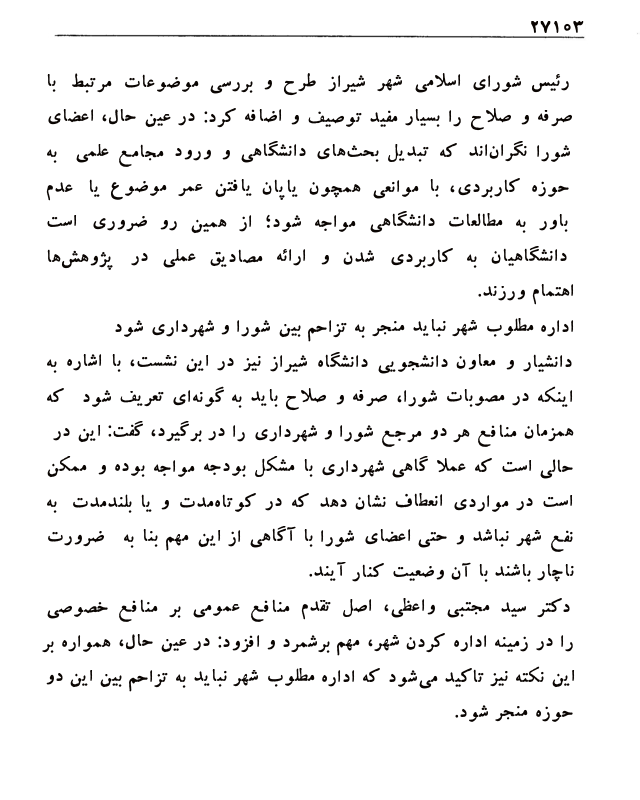 ۲۷۱۰۳
رئیس شورای اسلامی شهر شیراز طرح و بررسی موضوعات مرتبط با
صرفه و صلاح را بسیار مفید توصیف و اضافه کرد: در عین حال، اعضای
شورا نگران‌اند که تبدیل بحث‌های دانشگاهی و ورود مجامع علمی به
حوزه کاربردی، با موانعی همچون پایان یافتن عمر موضوع یا عدم
باور به مطالعات دانشگاهی مواجه شود؛ از همین رو ضروری است
دانشگاهیان به کاربردی شدن و ارائه مصادیق عملی در پژوهش‌ها
اهتمام ورزند.
اداره مطلوب شهر نباید منجر به تزاحم بین شورا و شهرداری شود
دانشیار و معاون دانشجویی دانشگاه شیراز نیز در این نشست، با اشاره به
اینکه در مصوبات شورا، صرفه و صلاح باید به گونه‌ای تعریف شود که
همزمان منافع هر دو مرجع شورا و شهرداری را در برگیرد، گفت: این در
حالی است که عملا گاهی شهرداری با مشکل بودجه مواجه بوده و ممکن
است در مواردی انعطاف نشان دهد که در کوتاه‌مدت و یا بلندمدت به
نفع شهر نباشد و حتی اعضای شورا با آگاهی از این مهم بنا به ضرورت
ناچار باشند با آن وضعیت کنار آیند.
دکتر سید مجتبی واعظی، اصل تقدم منافع عمومی بر منافع خصوصی
را در زمینه اداره کردن شهر، مهم برشمرد و افزود: در عین حال، همواره بر
این نکته نیز تاکید می‌شود که اداره مطلوب شهر نباید به تزاحم بین این دو
حوزه منجر شود.